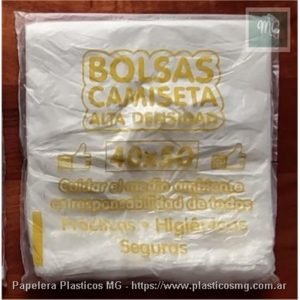 MG
BOLSAS
CAMISETA
ALTA DENSIDAD
40x50
Cuidar el medio ambiente
es responsabilidad de todos
Prácticas • Higiénicas
Seguras
Papelera Plasticos MG - https://www.plasticosmg.com.ar